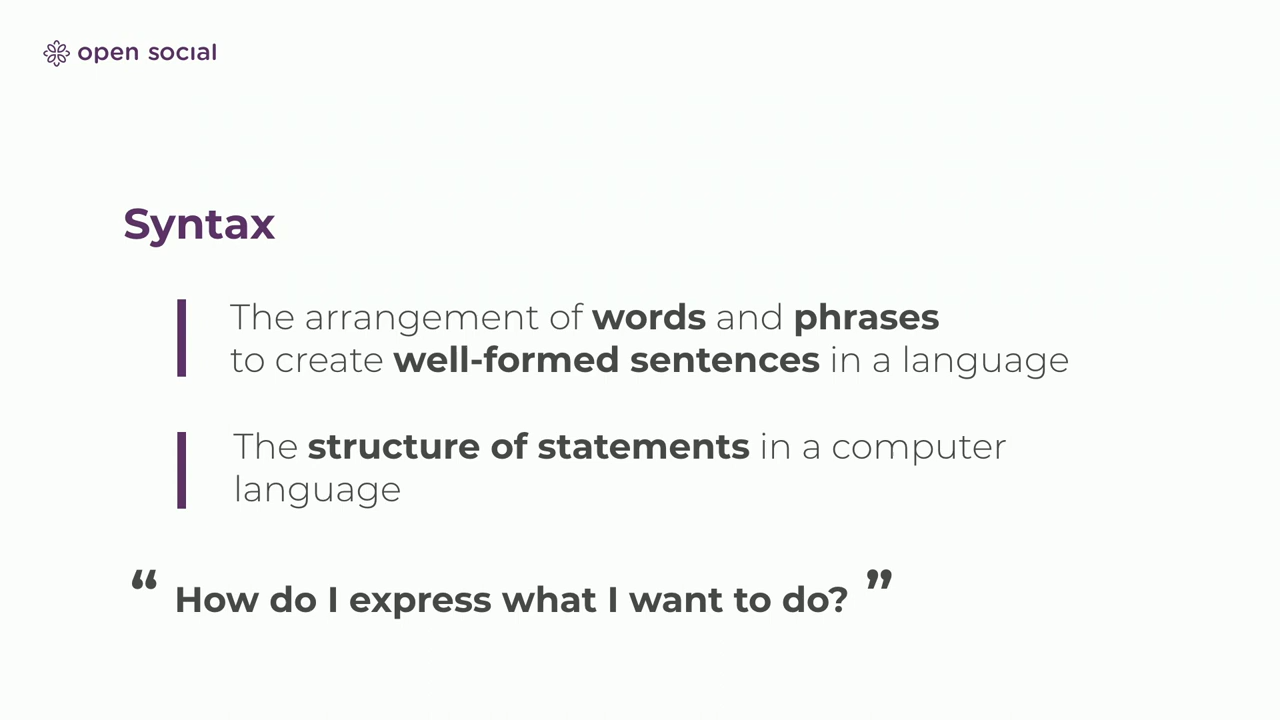 open social
Syntax
The arrangement of words and phrases
to create well-formed sentences in a language
The structure of statements in a computer
language
“ How do I express what I want to do? ”